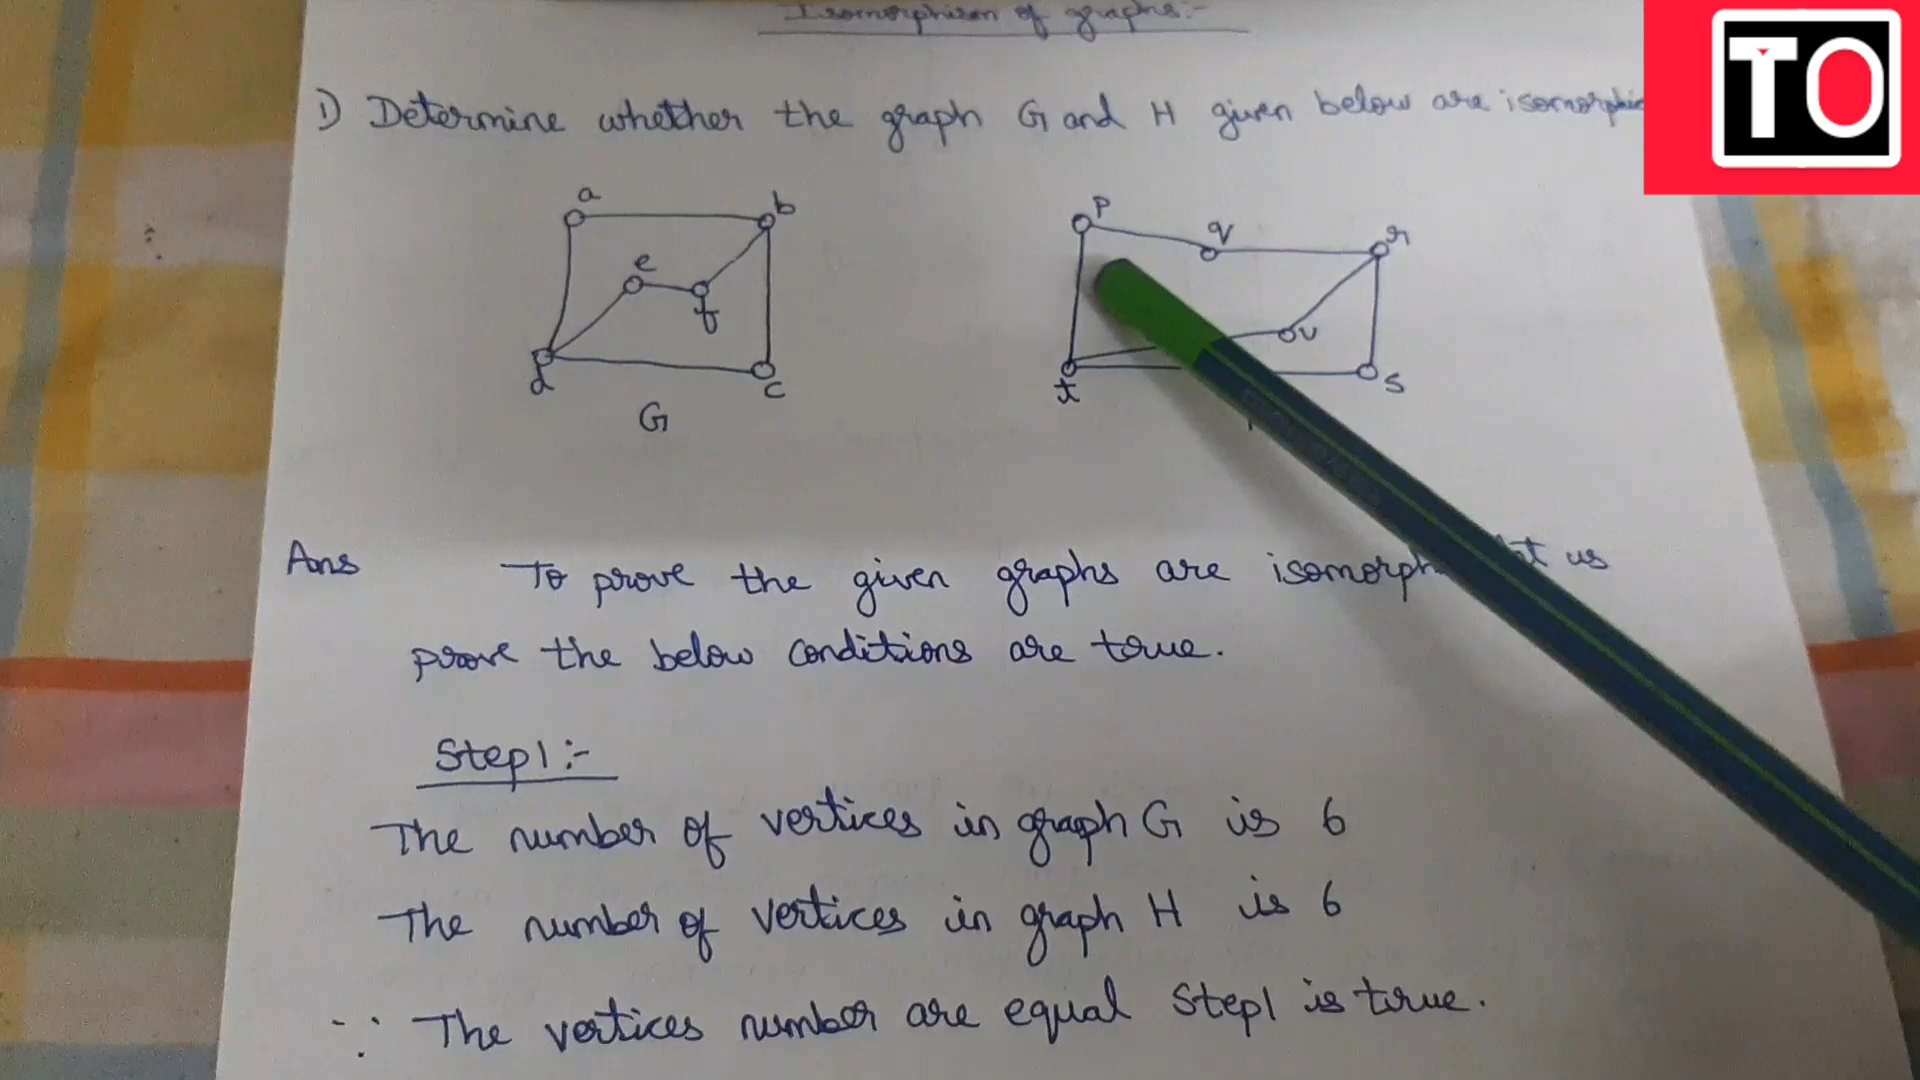 Isomorphism of graphs:-
TO
1) Determine whether the graph G and H given below are isomorphic
a b p q r
e f v
d c t s
G
Ans To prove the given graphs are us
prove the below conditions are true.
Step1:-
The number of vertices in graph G is 6
The number of vertices in graph H is 6
∵ The vertices number are equal Step1 is true.